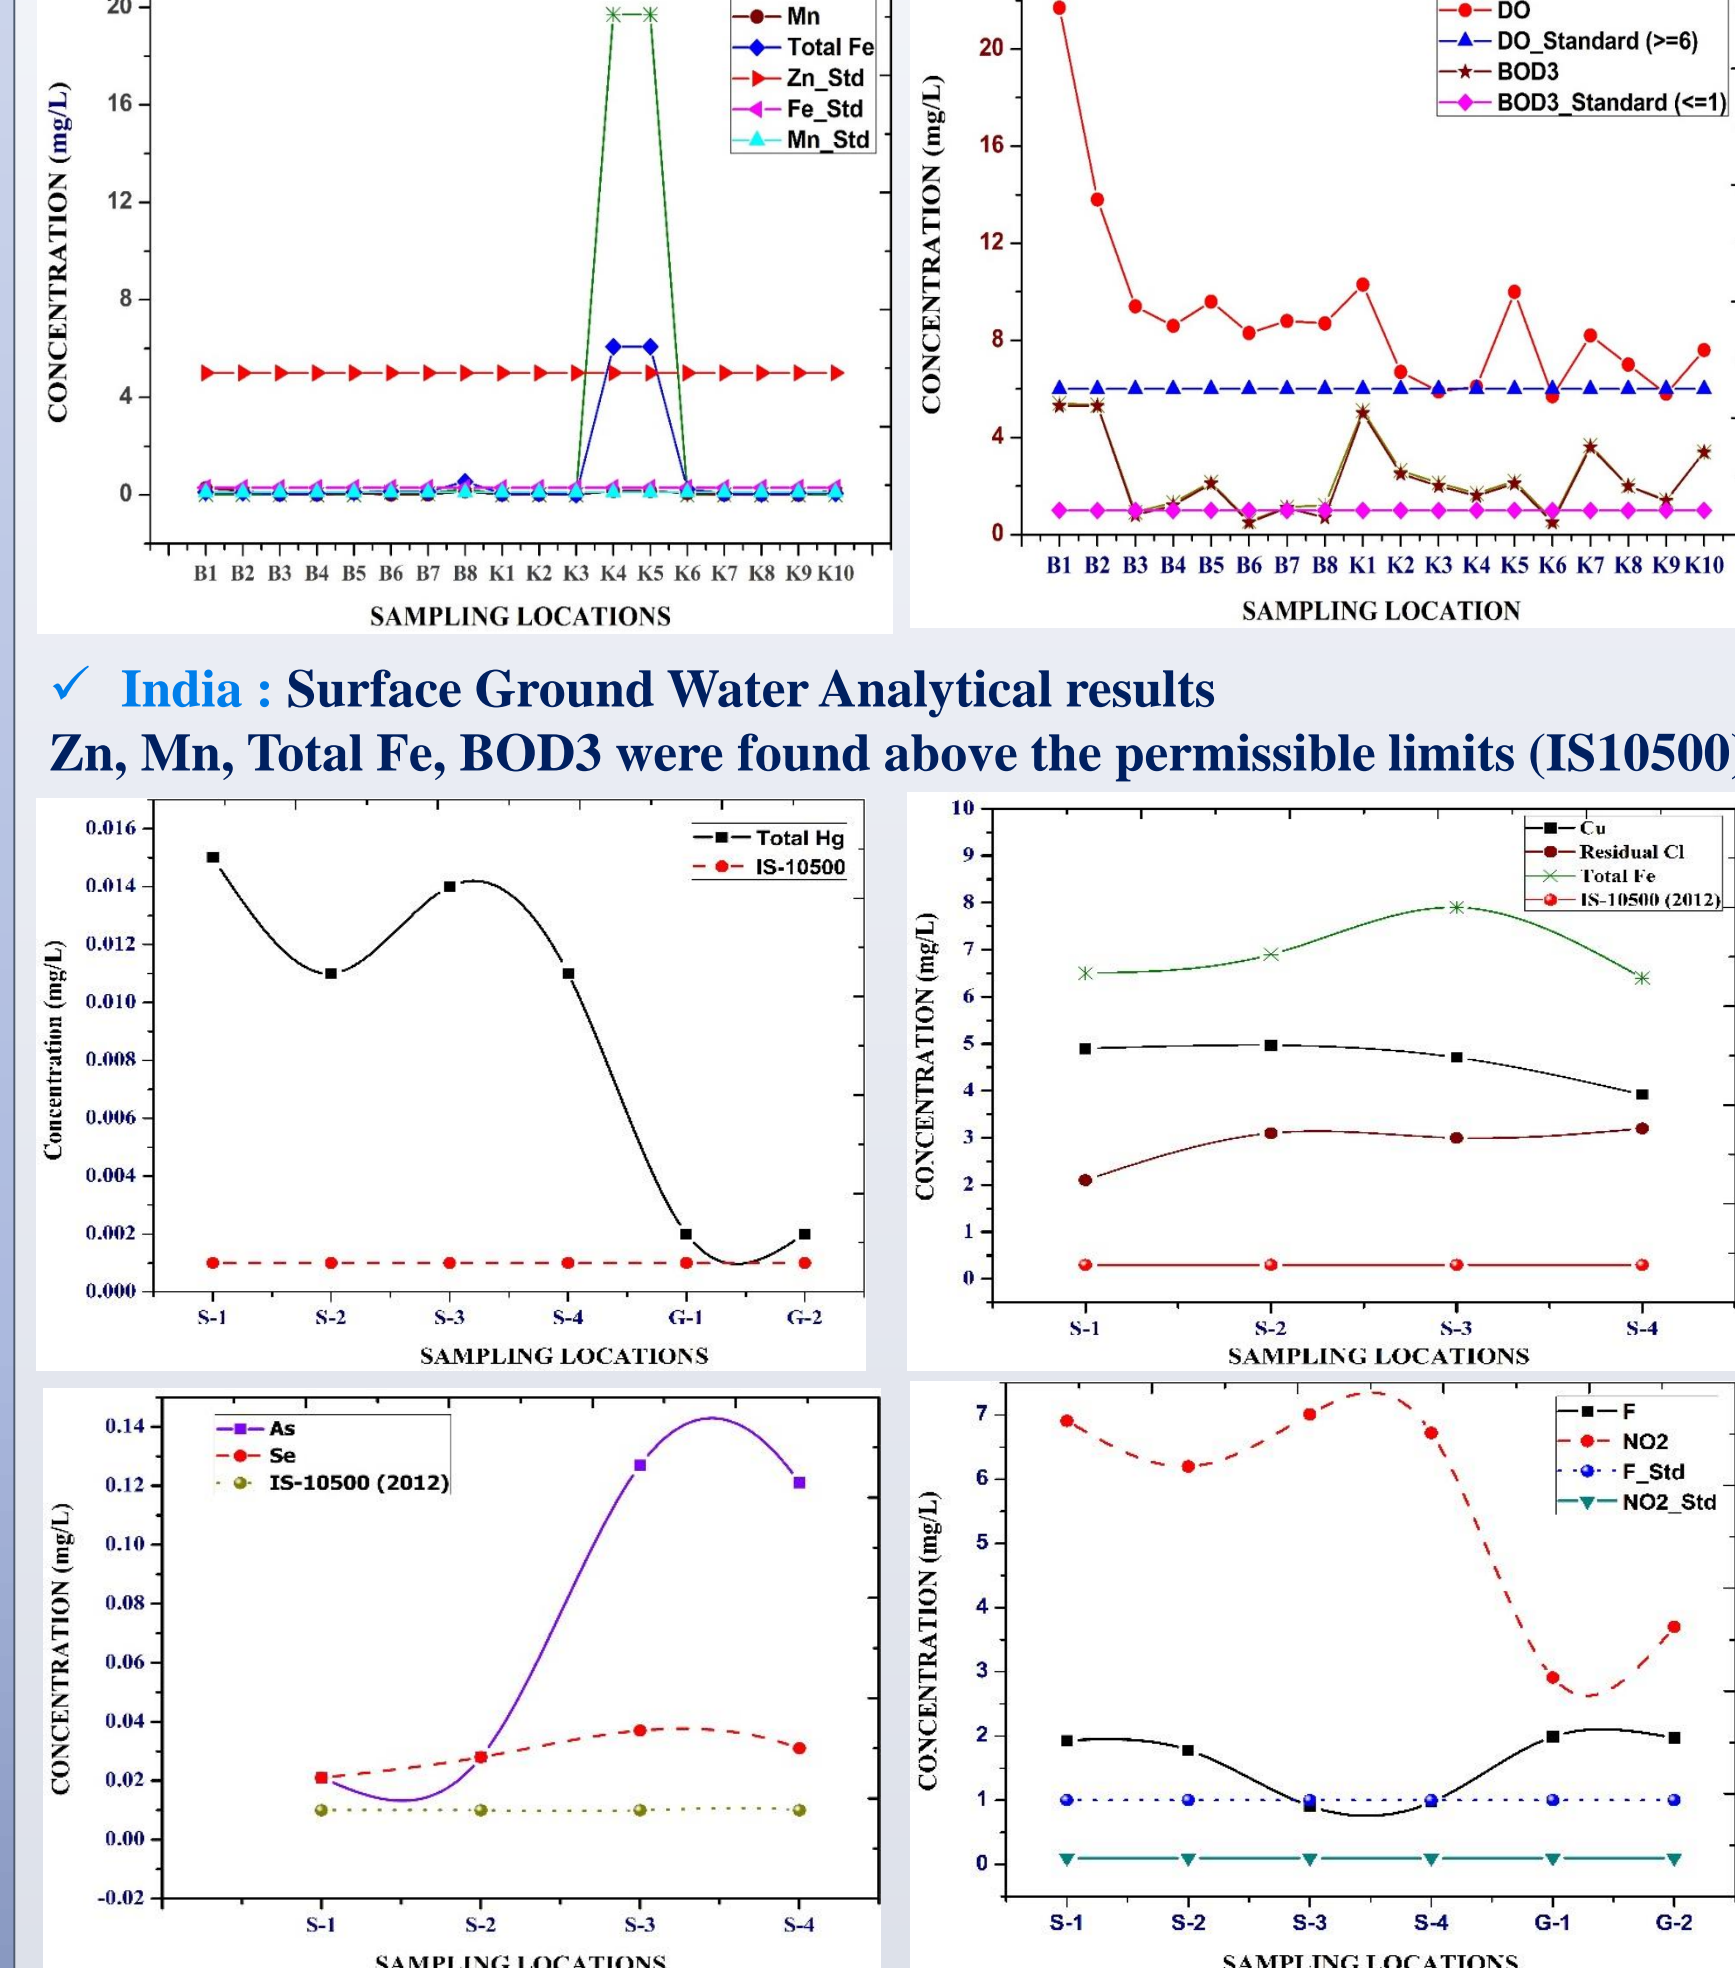 20
16
12
8
4
0
CONCENTRATION (mg/L)
Mn
Total Fe
Zn_Std
Fe_Std
Mn_Std
B1 B2 B3 B4 B5 B6 B7 B8 K1 K2 K3 K4 K5 K6 K7 K8 K9 K10
SAMPLING LOCATIONS
20
16
12
8
4
0
CONCENTRATION (mg/L)
DO
DO_Standard (>=6)
BOD3
BOD3_Standard (<=1)
B1 B2 B3 B4 B5 B6 B7 B8 K1 K2 K3 K4 K5 K6 K7 K8 K9 K10
SAMPLING LOCATION
✓ India : Surface Ground Water Analytical results
Zn, Mn, Total Fe, BOD3 were found above the permissible limits (IS10500)
0.016
0.014
0.012
0.010
0.008
0.006
0.004
0.002
0.000
Concentration (mg/L)
Total Hg
IS-10500
S-1 S-2 S-3 S-4 G-1 G-2
SAMPLING LOCATIONS
10
9
8
7
6
5
4
3
2
1
0
CONCENTRATION (mg/L)
Cu
Residual Cl
Total Fe
IS-10500 (2012)
S-1 S-2 S-3 S-4
SAMPLING LOCATIONS
0.14
0.12
0.10
0.08
0.06
0.04
0.02
0.00
-0.02
CONCENTRATION (mg/L)
As
Se
IS-10500 (2012)
S-1 S-2 S-3 S-4
SAMPLING LOCATIONS
7
6
5
4
3
2
1
0
CONCENTRATION (mg/L)
F
NO2
F_Std
NO2_Std
S-1 S-2 S-3 S-4 G-1 G-2
SAMPLING LOCATIONS